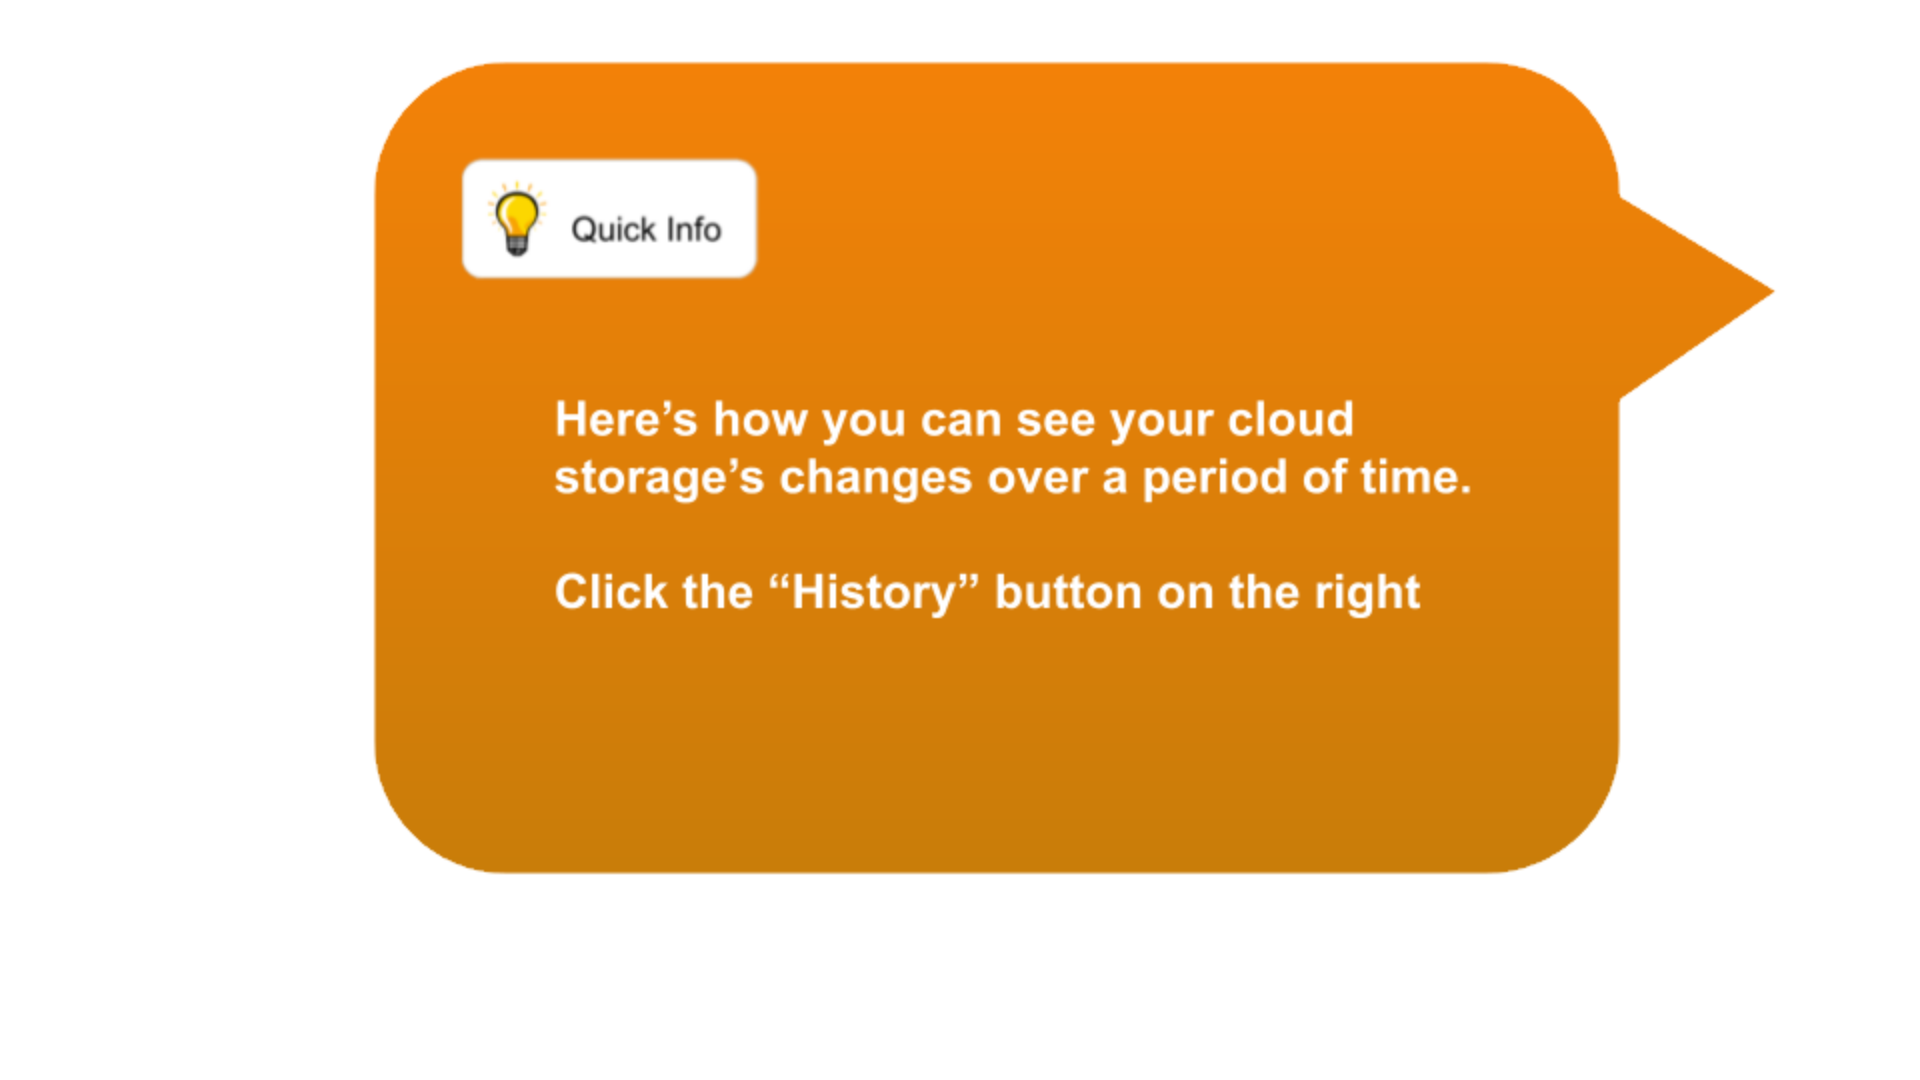 Quick Info
Here’s how you can see your cloud
storage’s changes over a period of time.
Click the “History” button on the right